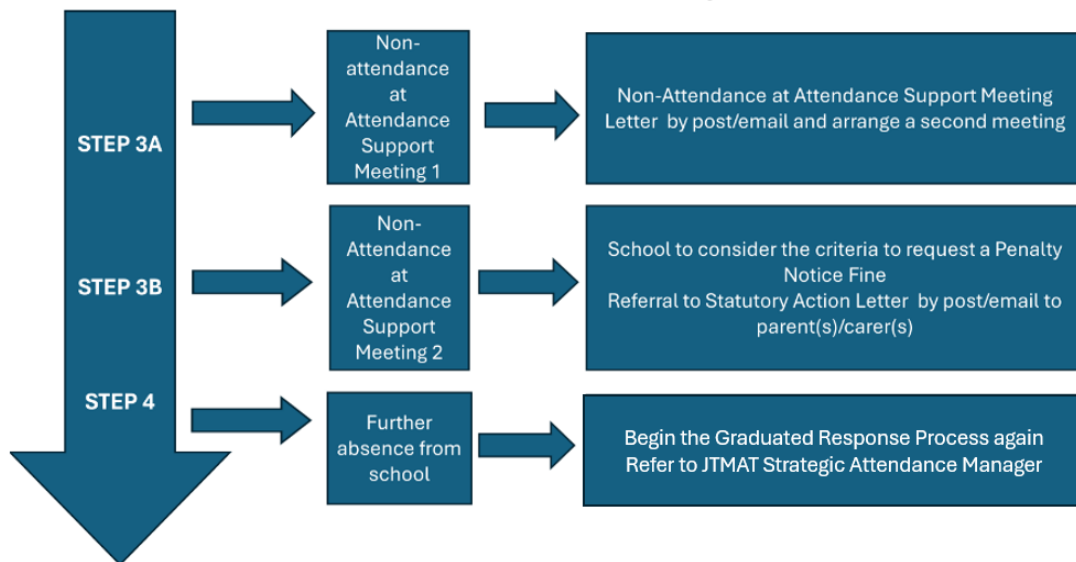 STEP 3A
Non-
attendance
at
Attendance
Support
Meeting 1
Non-Attendance at Attendance Support Meeting
Letter by post/email and arrange a second meeting
STEP 3B
Non-
Attendance
at
Attendance
Support
Meeting 2
School to consider the criteria to request a Penalty
Notice Fine
Referral to Statutory Action Letter by post/email to
parent(s)/carer(s)
STEP 4
Further
absence from
school
Begin the Graduated Response Process again
Refer to JTMAT Strategic Attendance Manager